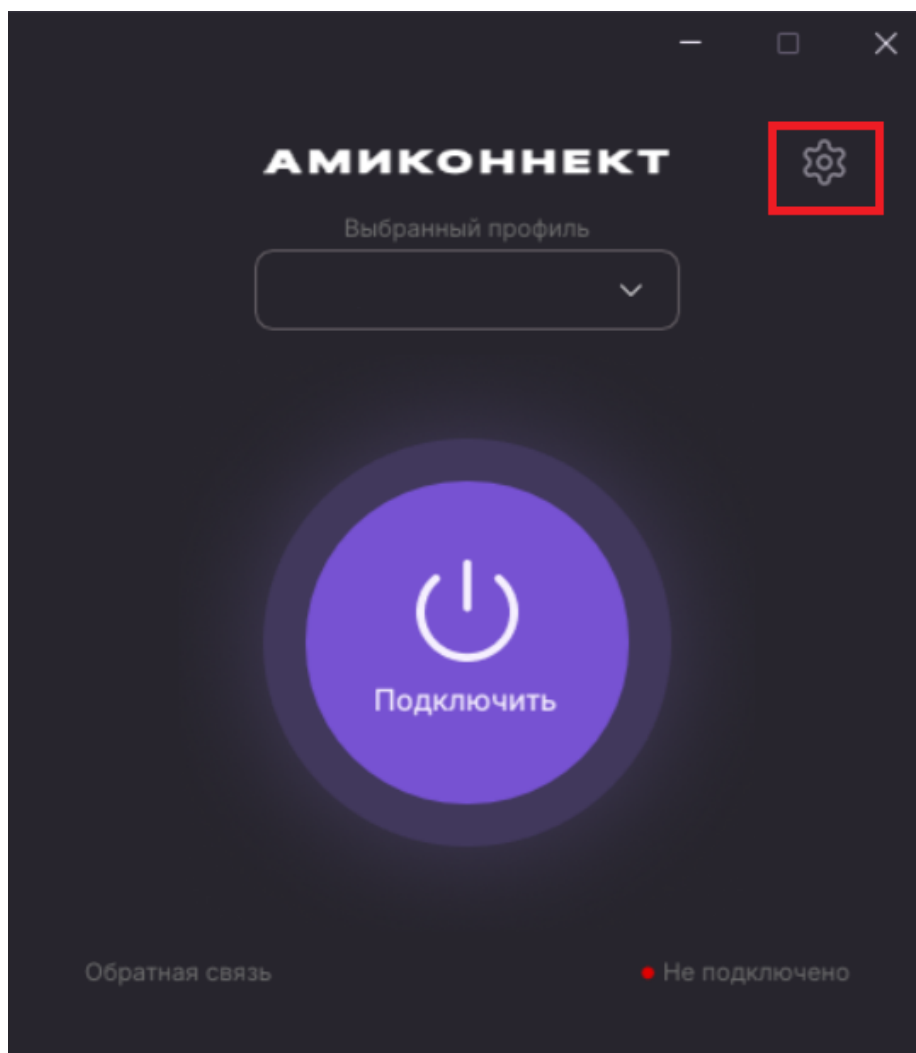 АМИКОННЕКТ
Выбранный профиль
Подключить
Обратная связь
Не подключено